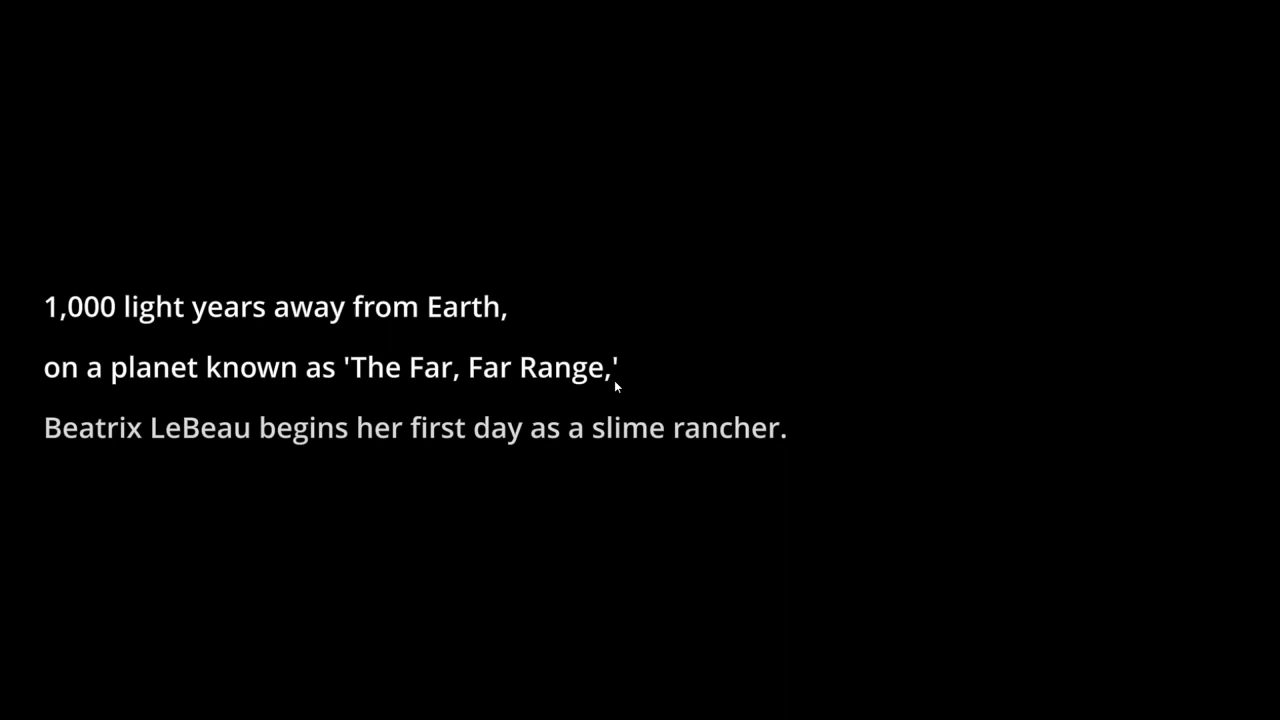 1,000 light years away from Earth,
on a planet known as 'The Far, Far Range,'
Beatrix LeBeau begins her first day as a slime rancher.